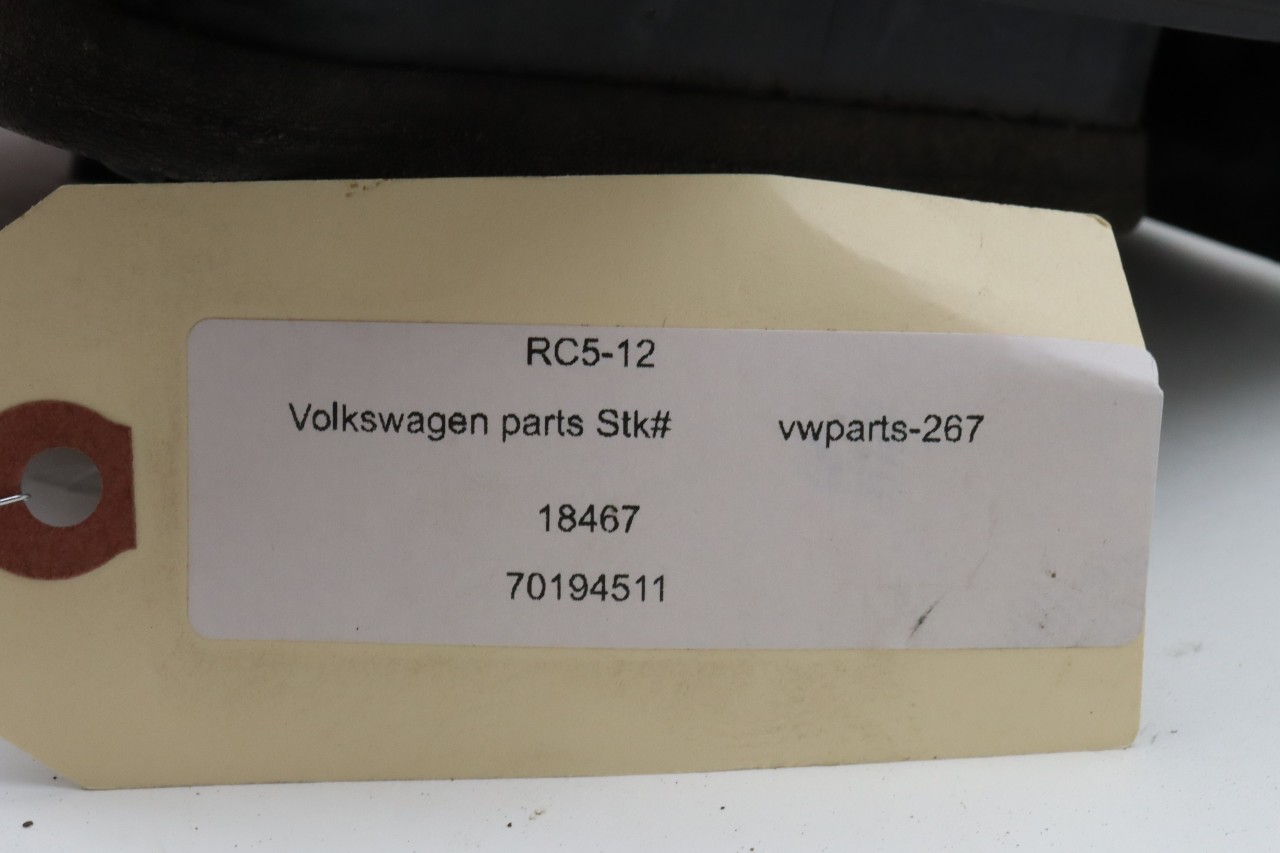 RC5-12
Volkswagen parts Stk# vwparts-267
18467
70194511